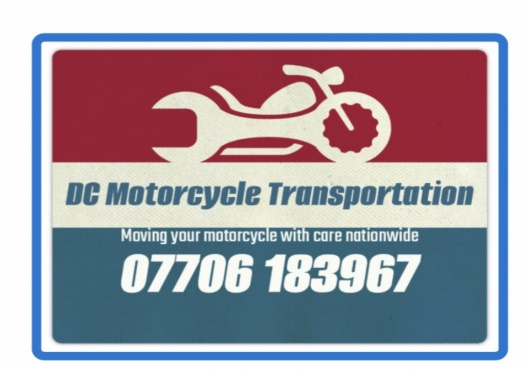 DC Motorcycle Transportation
Moving your motorcycle with care nationwide
07706 183967